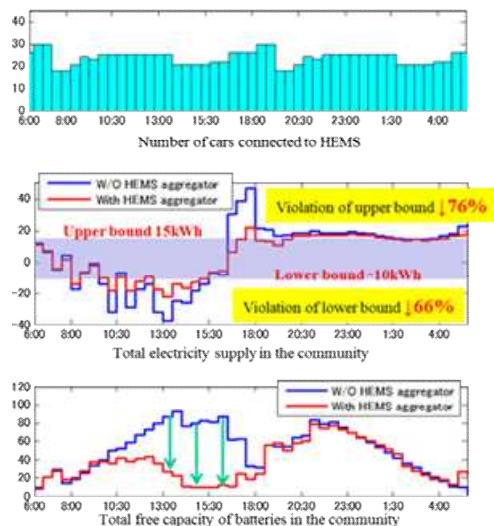 40
30
20
10
0
6:00 8:00 10:30 13:00 15:30 18:00 20:30 23:00 1:30 4:00
Number of cars connected to HEMS
W/O HEMS aggregator
With HEMS aggregator
Violation of upper bound ↓76%
Upper bound 15kWh
Lower bound -10kWh
Violation of lower bound ↓66%
40
20
0
-20
-40
6:00 8:00 10:30 13:00 15:30 18:00 20:30 23:00 1:30 4:00
Total electricity supply in the community
120
100
80
60
40
20
0
W/O HEMS aggregator
With HEMS aggregator
6:00 8:00 10:30 13:00 15:30 18:00 20:30 23:00 1:30 4:00
Total free capacity of batteries in the community